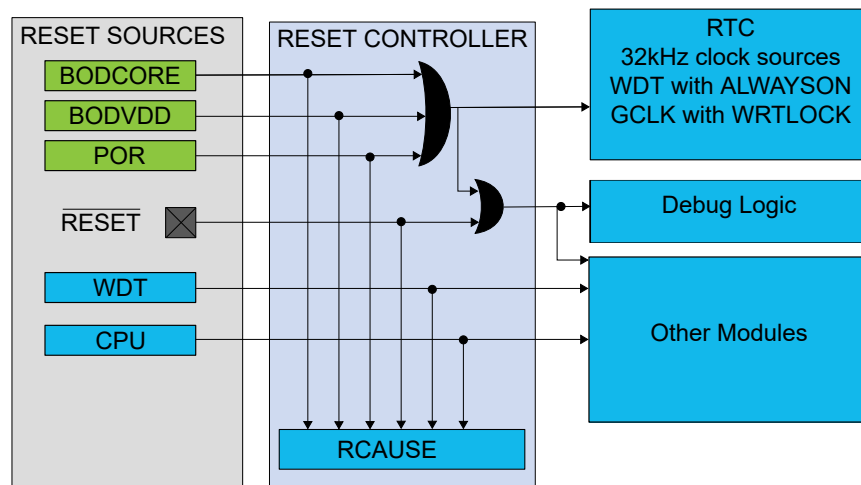 RESET SOURCES
BODCORE
BODVDD
POR
RESET
WDT
CPU
RESET CONTROLLER
RCAUSE
RTC
32kHz clock sources
WDT with ALWAYSON
GCLK with WRTLOCK
Debug Logic
Other Modules